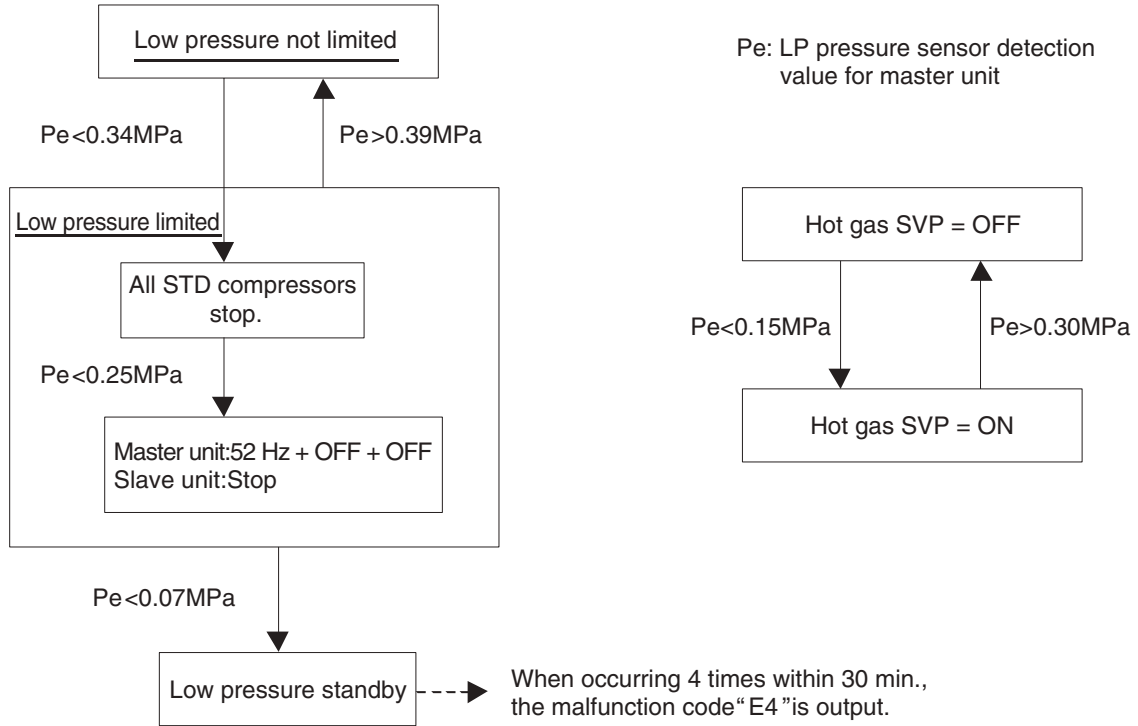 Low pressure not limited
Pe: LP pressure sensor detection
value for master unit
Pe<0.34MPa
Pe>0.39MPa
Low pressure limited
All STD compressors
stop.
Pe<0.25MPa
Master unit:52 Hz + OFF + OFF
Slave unit:Stop
Pe<0.07MPa
Low pressure standby
When occurring 4 times within 30 min.,
the malfunction code“E4”is output.
Hot gas SVP = OFF
Pe<0.15MPa
Pe>0.30MPa
Hot gas SVP = ON